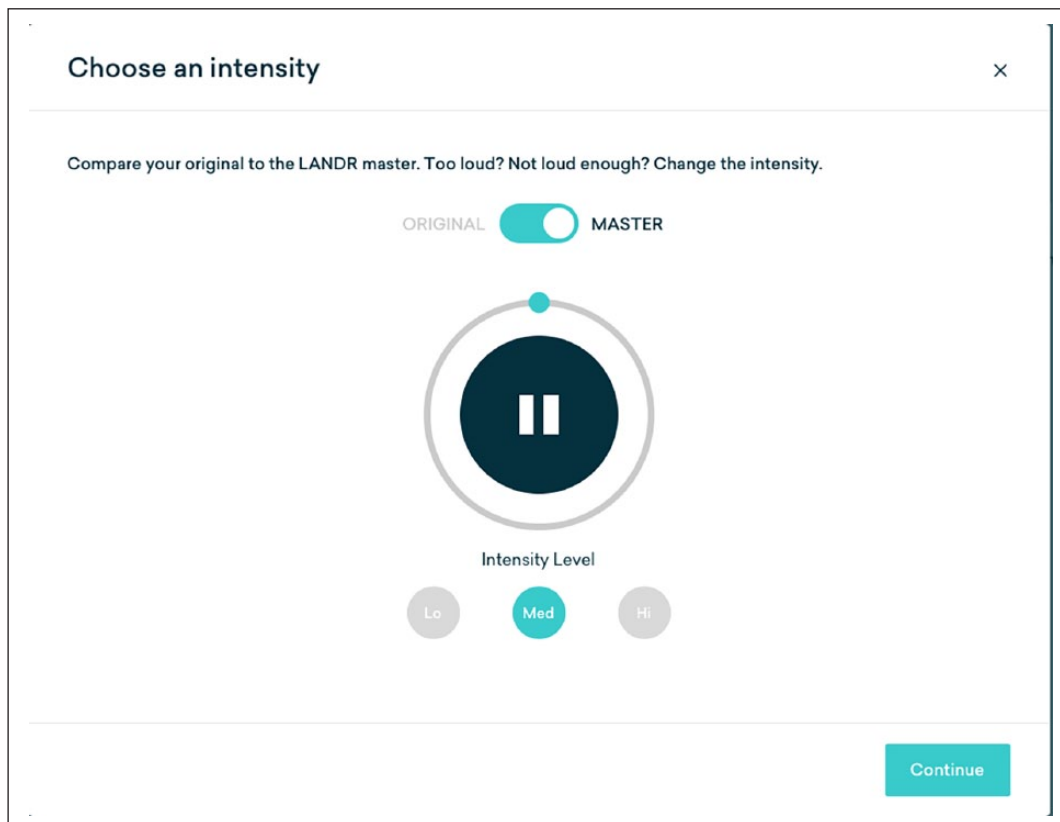 Choose an intensity
Compare your original to the LANDR master. Too loud? Not loud enough? Change the intensity.
ORIGINAL MASTER
Intensity Level
Lo Med Hi
Continue